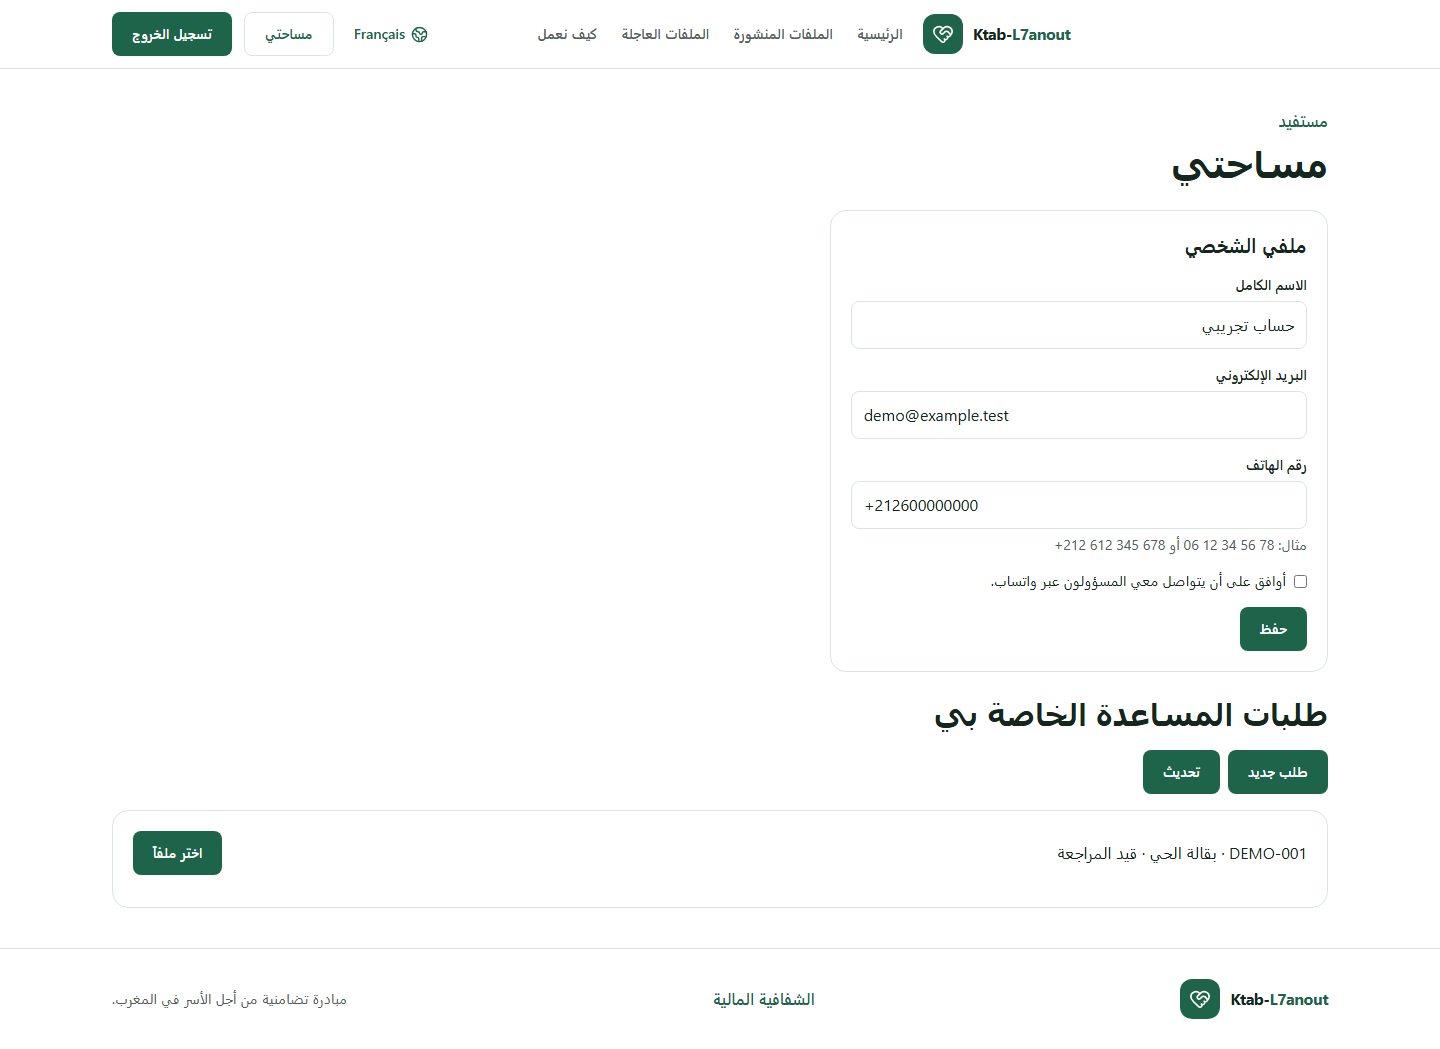 Ktab-L7anout
الرئيسية
الملفات المنشورة
الملفات العاجلة
كيف نعمل
Français
مساحتي
تسجيل الخروج
مستفيد
مساحتي
ملفي الشخصي
الاسم الكامل
حساب تجريبي
البريد الإلكتروني
demo@example.test
رقم الهاتف
+212600000000
مثال: 78 56 34 12 06 أو 678 345 612 212+
أوافق على أن يتواصل معي المسؤولون عبر واتساب.
حفظ
طلبات المساعدة الخاصة بي
طلب جديد
تحديث
DEMO-001 · بقالة الحي · قيد المراجعة
اختر ملفاً
Ktab-L7anout
الشفافية المالية
مبادرة تضامنية من أجل الأسر في المغرب.